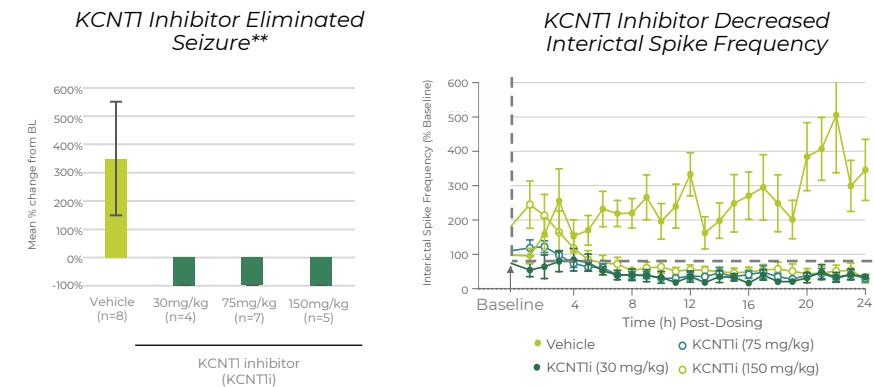 KCNT1 Inhibitor Eliminated
Seizure**
Mean % change from BL
600%
500%
400%
300%
200%
100%
0%
-100%
Vehicle
(n=8)
30mg/kg
(n=4)
75mg/kg
(n=7)
150mg/kg
(n=5)
KCNT1 inhibitor
(KCNT1i)
KCNT1 Inhibitor Decreased
Interictal Spike Frequency
Interictal Spike Frequency (% Baseline)
600
500
400
300
200
100
0
Baseline
4
8
12
16
20
24
Time (h) Post-Dosing
Vehicle
KCNT1i (75 mg/kg)
KCNT1i (30 mg/kg)
KCNT1i (150 mg/kg)